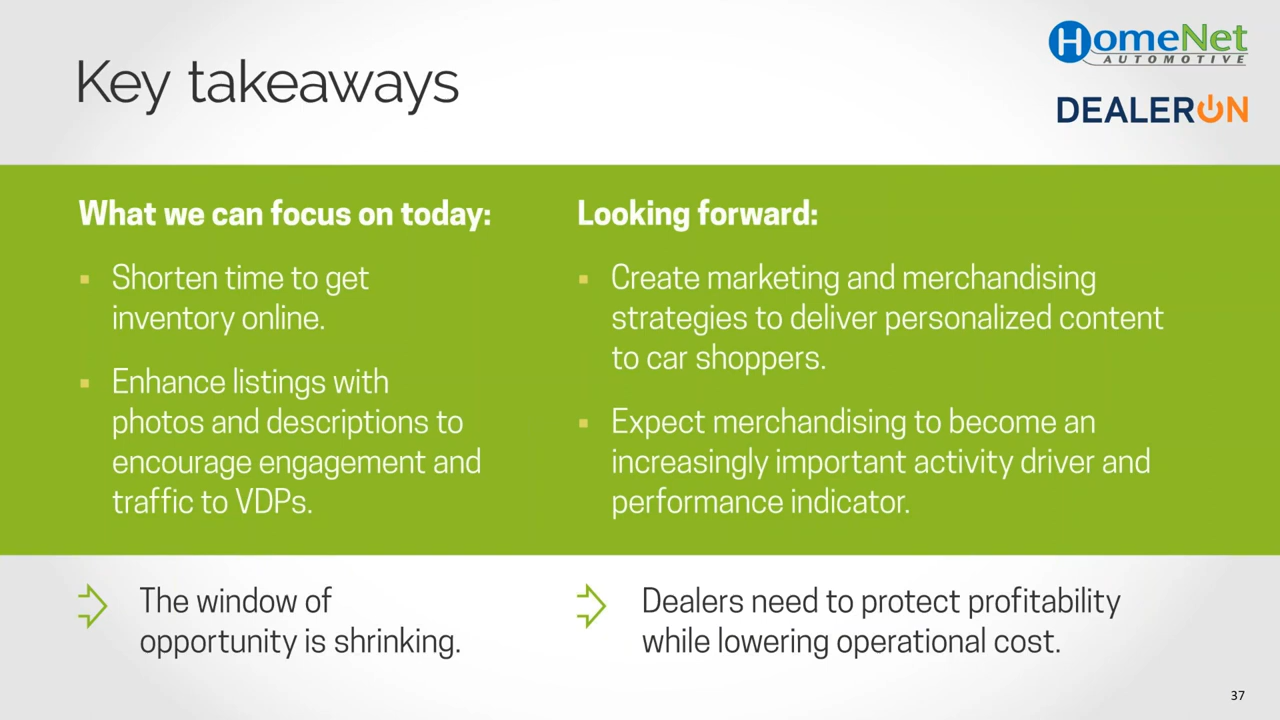 Key takeaways
HomeNet
AUTOMOTIVE
DEALERON
What we can focus on today:
Shorten time to get
inventory online.
Enhance listings with
photos and descriptions to
encourage engagement and
traffic to VDPs.
Looking forward:
Create marketing and merchandising
strategies to deliver personalized content
to car shoppers.
Expect merchandising to become an
increasingly important activity driver and
performance indicator.
The window of
opportunity is shrinking.
Dealers need to protect profitability
while lowering operational cost.
37